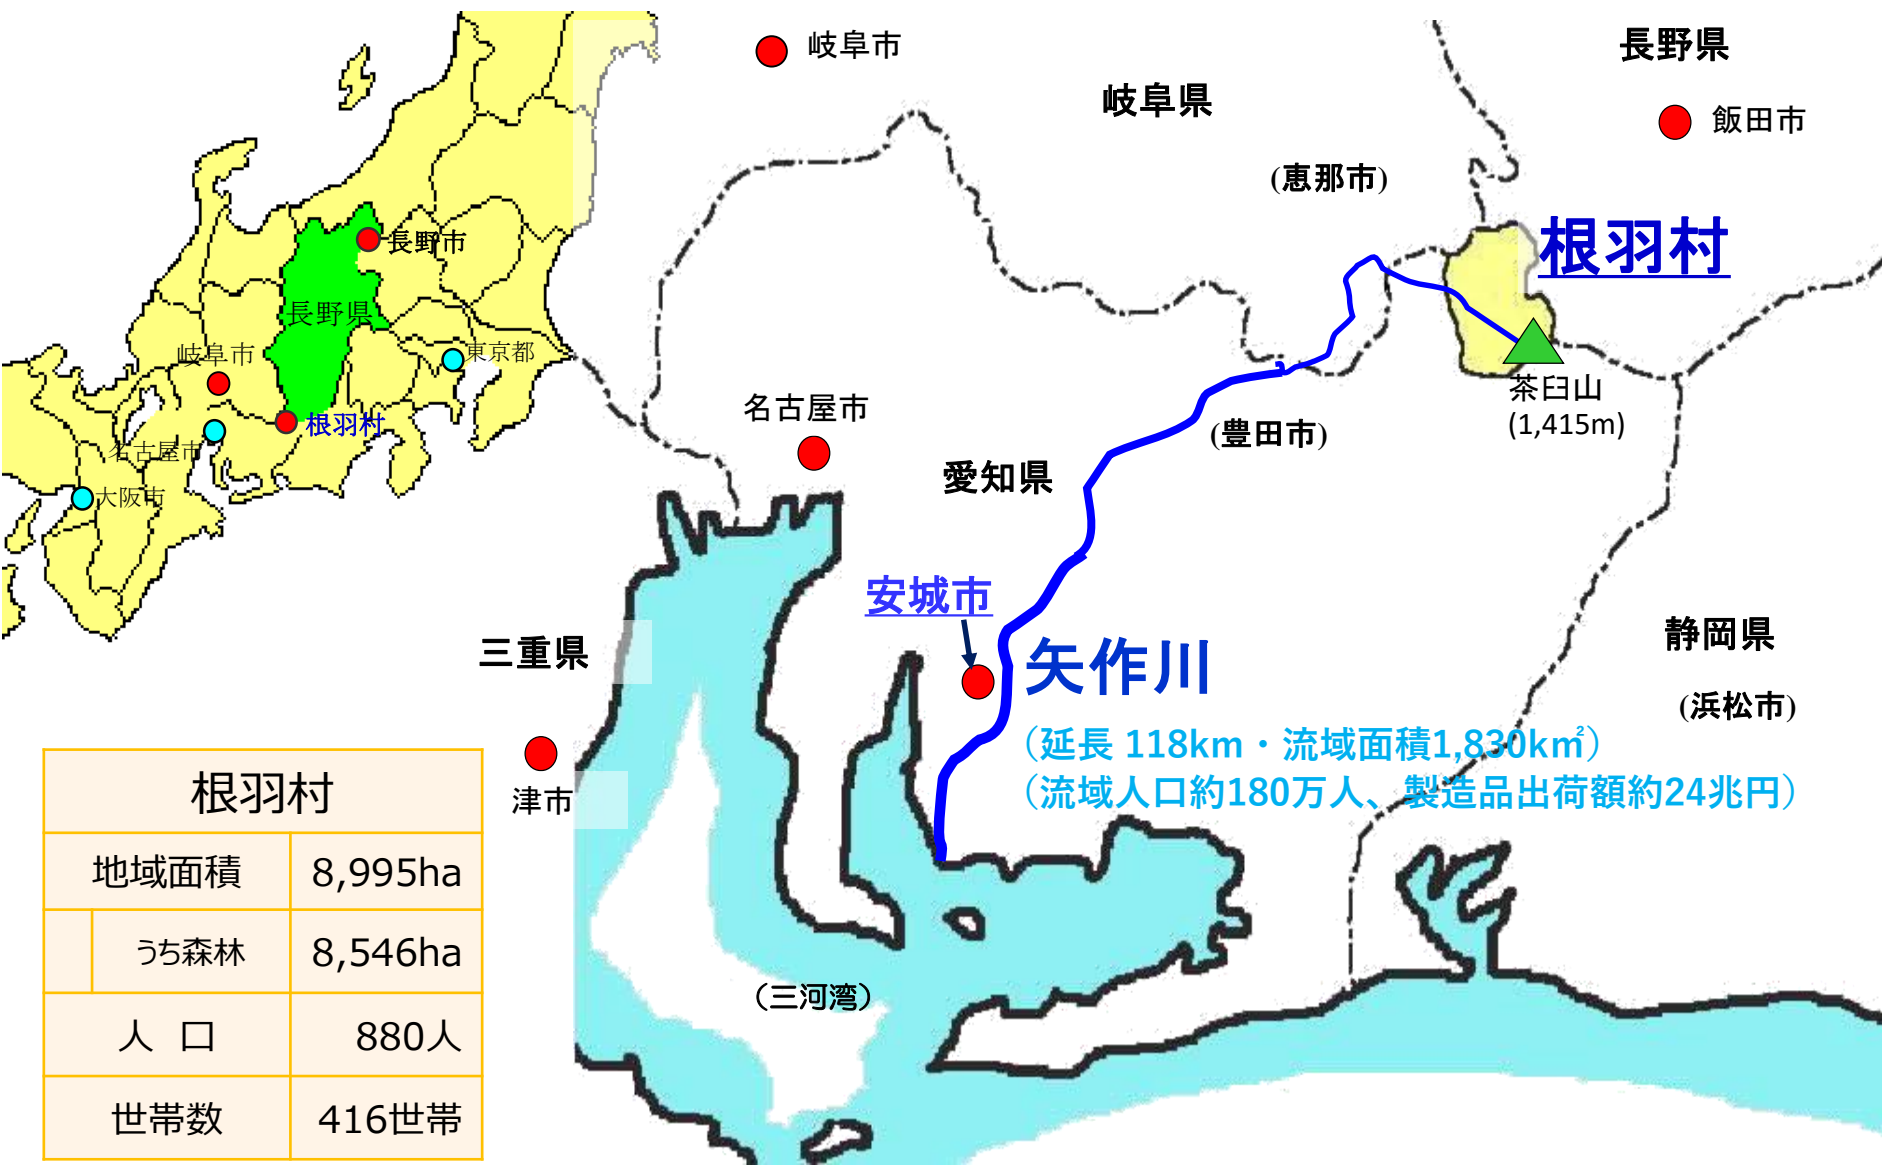 長野市
長野県
岐阜市
東京都
根羽村
名古屋市
大阪市
岐阜市
岐阜県
長野県
飯田市
(恵那市)
根羽村
茶臼山
(1,415m)
名古屋市
(豊田市)
愛知県
安城市
矢作川
(延長 118km・流域面積1,830k㎡)
(流域人口約180万人、製造品出荷額約24兆円)
三重県
津市
静岡県
(浜松市)
(三河湾)
根羽村
地域面積 8,995ha
うち森林 8,546ha
人 口 880人
世帯数 416世帯